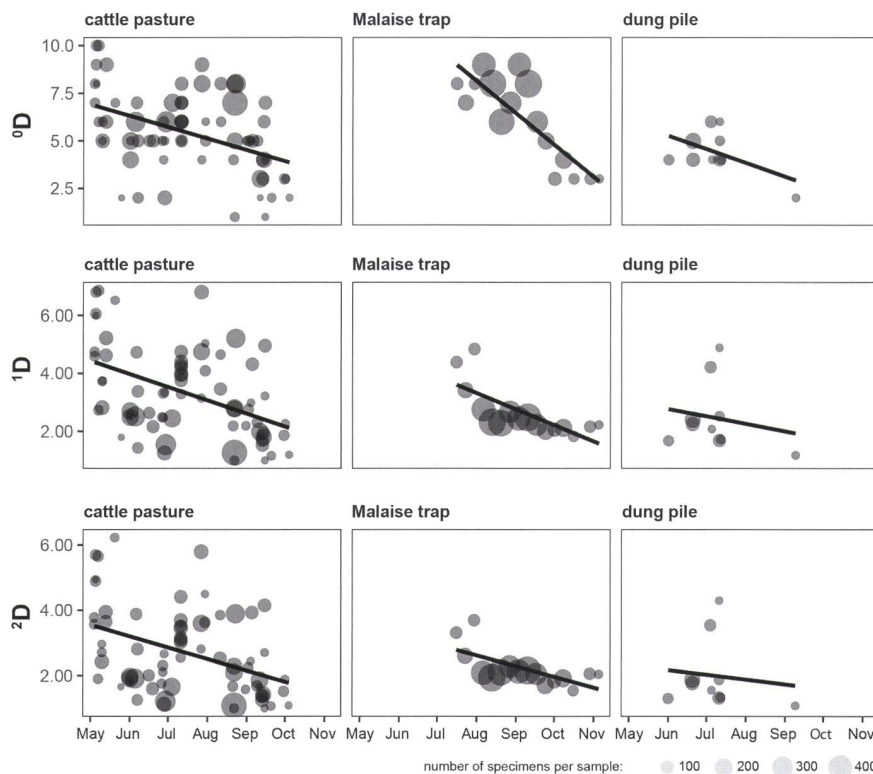 cattle pasture Malaise trap dung pile
10.0
7.5
⁰D
5.0
2.5
cattle pasture Malaise trap dung pile
6.00
¹D
4.00
2.00
cattle pasture Malaise trap dung pile
6.00
²D
4.00
2.00
May Jun Jul Aug Sep Oct Nov May Jun Jul Aug Sep Oct Nov May Jun Jul Aug Sep Oct Nov
number of specimens per sample: 100 200 300 400